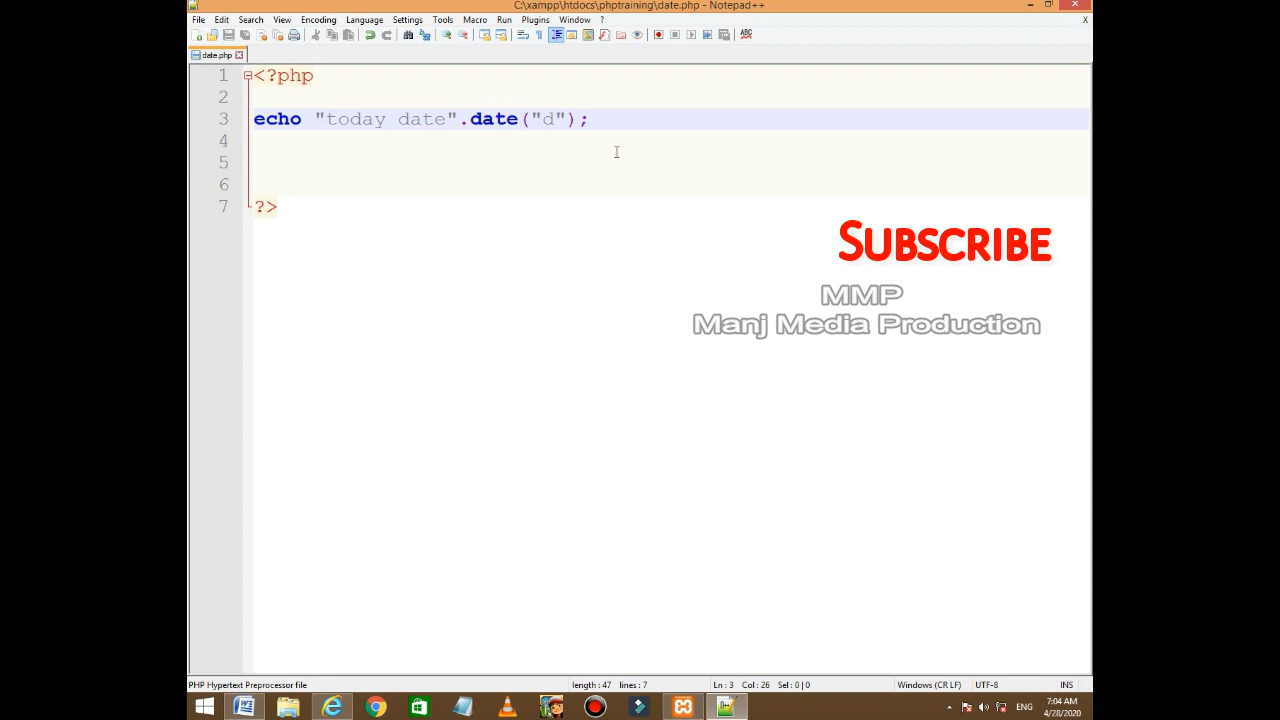 C:\xampp\htdocs\phptraining\date.php - Notepad++
File Edit Search View Encoding Language Settings Tools Macro Run Plugins Window ? X
ABC
date.php
1 <?php
2
3 echo "today date".date("d");
4
5
6
7 ?>
SUBSCRIBE
MMP
Manj Media Production
PHP Hypertext Preprocessor file length : 47 lines : 7 Ln : 3 Col : 26 Sel : 0 | 0 Windows (CR LF) UTF-8 INS
ENG 7:04 AM
4/28/2020